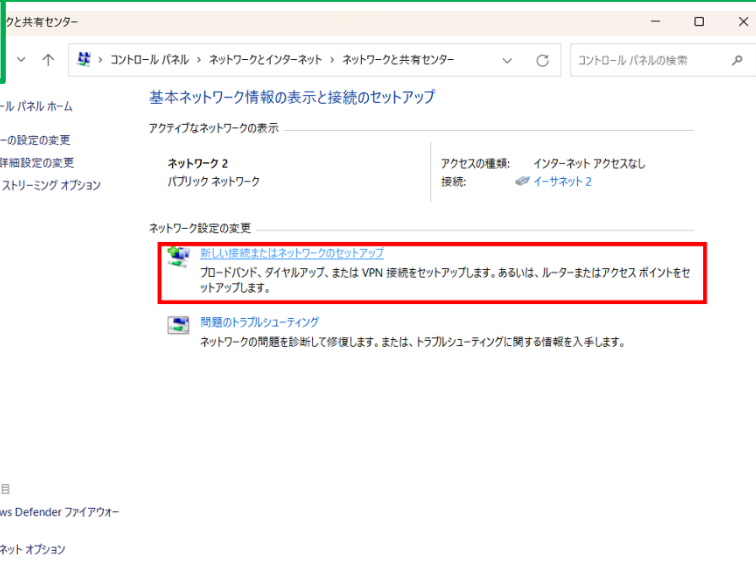 クと共有センター
コントロール パネル > ネットワークとインターネット > ネットワークと共有センター
コントロール パネルの検索
ール パネル ホーム
基本ネットワーク情報の表示と接続のセットアップ
アクティブなネットワークの表示
ーの設定の変更
詳細設定の変更
ストリーミング オプション
ネットワーク 2
パブリック ネットワーク
アクセスの種類: インターネット アクセスなし
接続: イーサネット 2
ネットワーク設定の変更
新しい接続またはネットワークのセットアップ
ブロードバンド、ダイヤルアップ、または VPN 接続をセットアップします。あるいは、ルーターまたはアクセス ポイントをセ
ットアップします。
問題のトラブルシューティング
ネットワークの問題を診断して修復します。または、トラブルシューティングに関する情報を入手します。
目
ws Defender ファイアウォー
ネット オプション